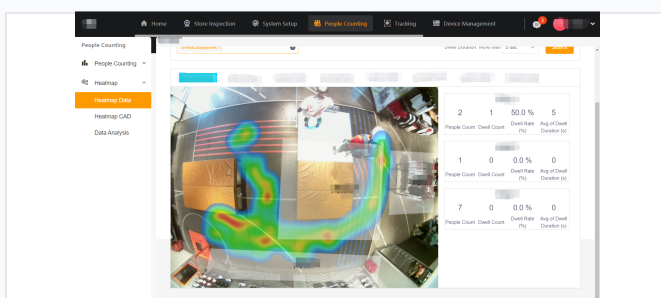 Home
Store Inspection
System Setup
People Counting
Tracking
Device Management
People Counting
People Counting
Heatmap
Heatmap Data
Heatmap CAD
Data Analysis
Dwell Duration More than
2 1 50.0 % 5
People Count Dwell Count Dwell Rate (%) Avg of Dwell Duration (s)
1 0 0.0 % 0
People Count Dwell Count Dwell Rate (%) Avg of Dwell Duration (s)
7 0 0.0 % 0
People Count Dwell Count Dwell Rate (%) Avg of Dwell Duration (s)